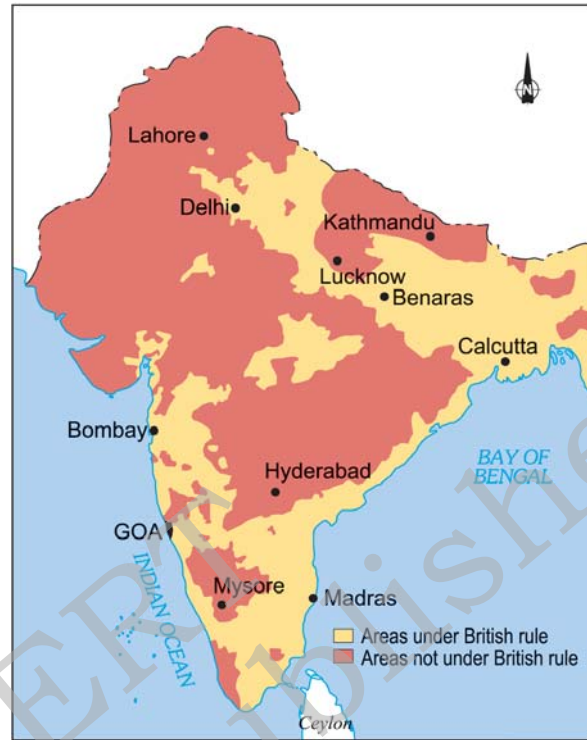 N
Lahore
Delhi
Kathmandu
Lucknow
Benaras
Calcutta
Bombay
BAY OF
BENGAL
Hyderabad
GOA
INDIAN OCEAN
Mysore
Madras
Areas under British rule
Areas not under British rule
Ceylon